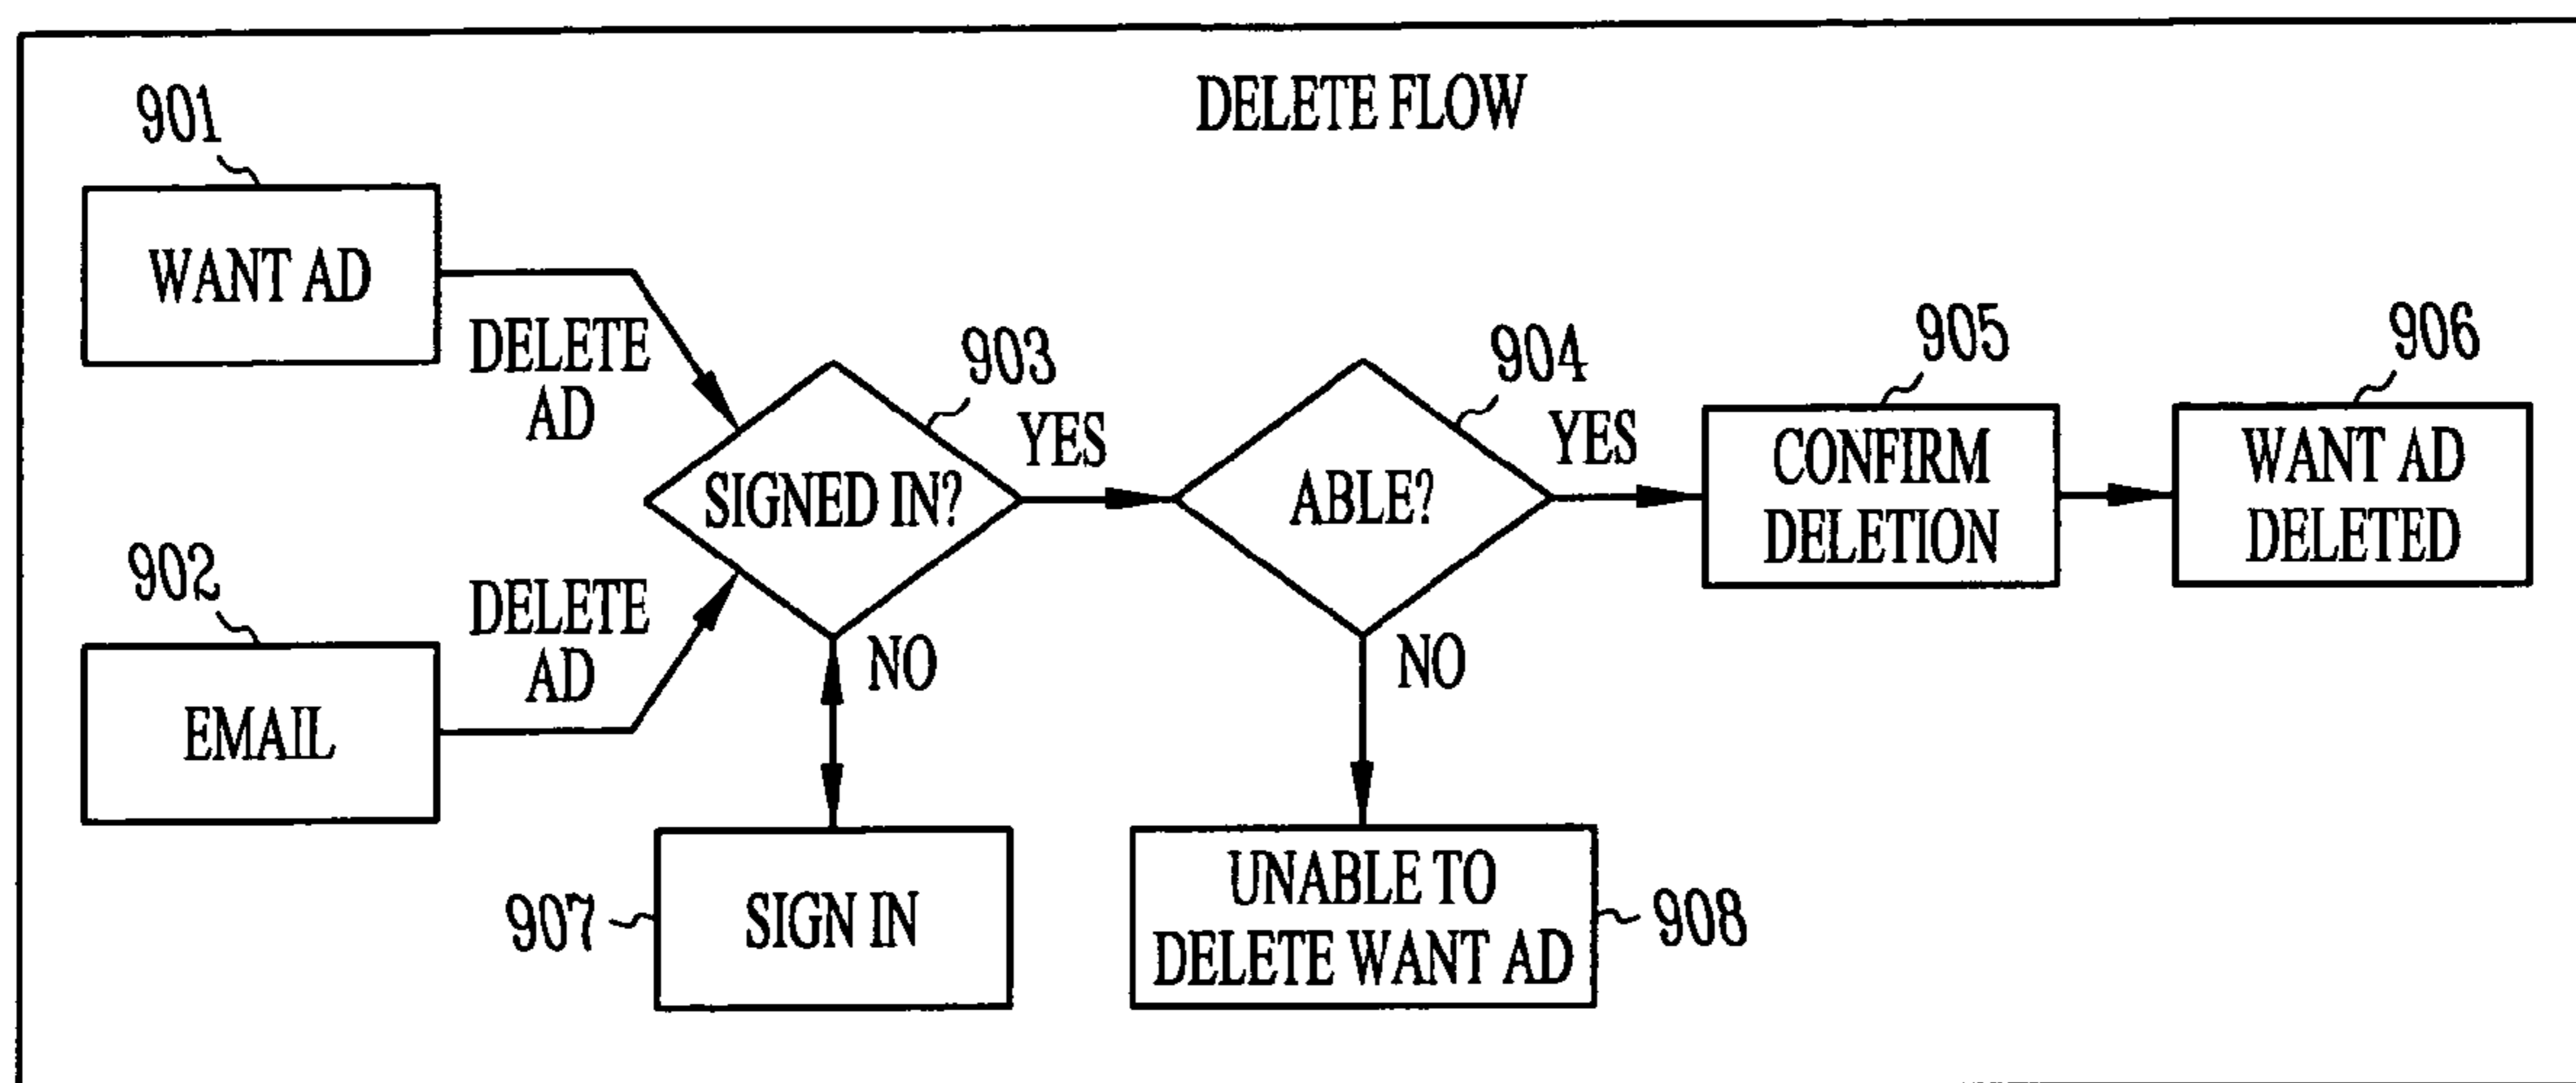 DELETE FLOW
901
WANT AD
DELETE
AD
902
EMAIL
DELETE
AD
903
SIGNED IN?
YES
NO
907
SIGN IN
904
ABLE?
YES
NO
UNABLE TO
DELETE WANT AD
908
905
CONFIRM
DELETION
906
WANT AD
DELETED